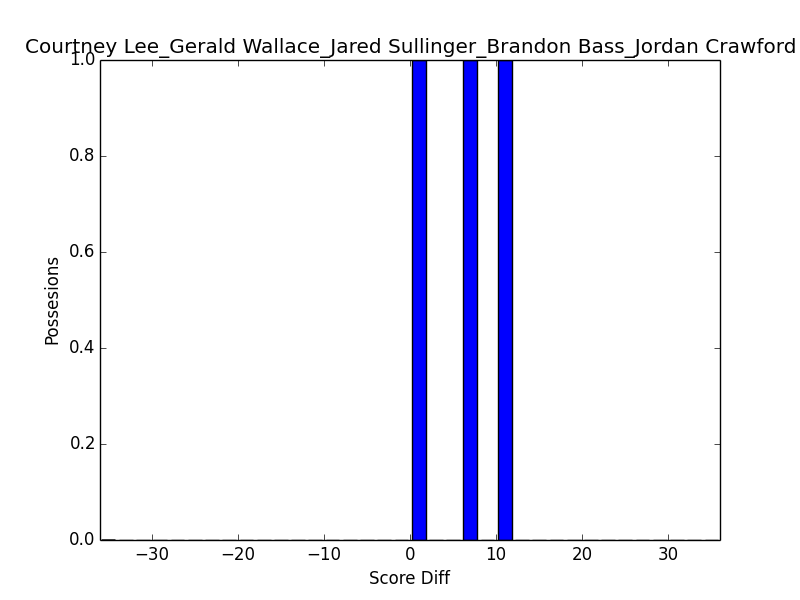 Courtney Lee_Gerald Wallace_Jared Sullinger_Brandon Bass_Jordan Crawford
1.0
0.8
0.6
0.4
0.2
0.0
Possesions
−30 −20 −10 0 10 20 30
Score Diff